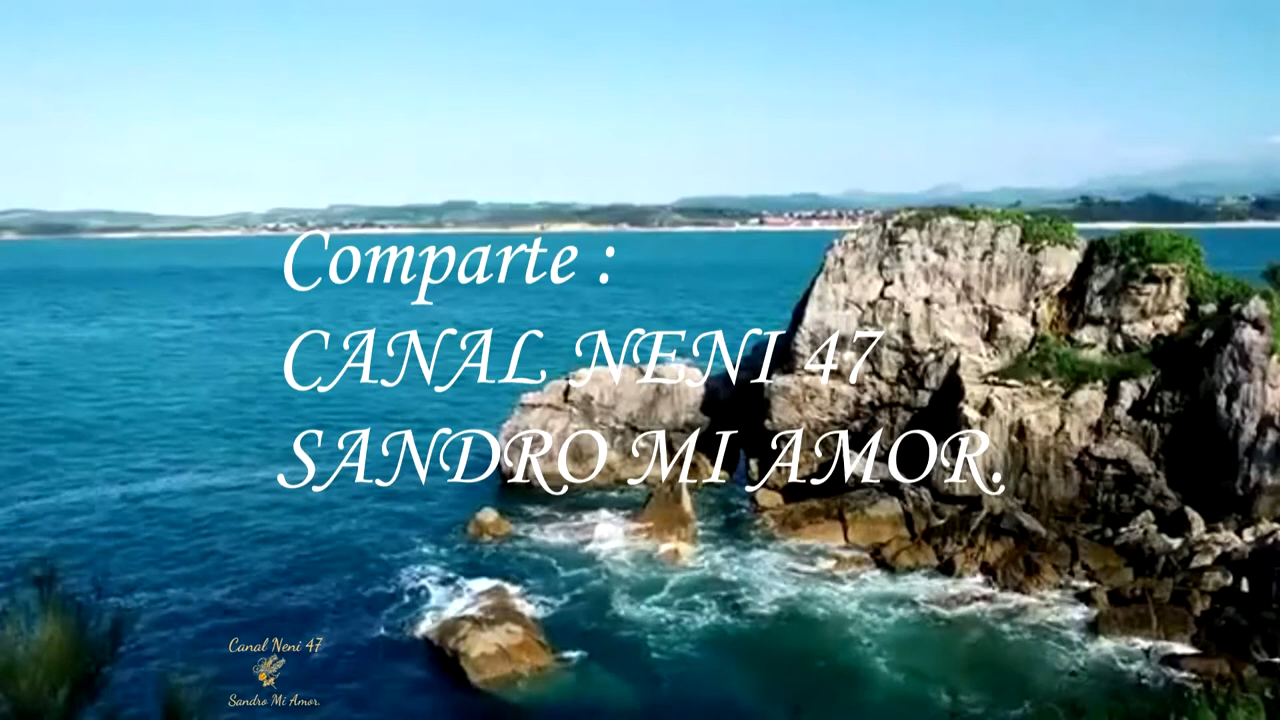 Comparte :
CANAL NENI 47
SANDRO MI AMOR.
Canal Neni 47
Sandro Mi Amor.